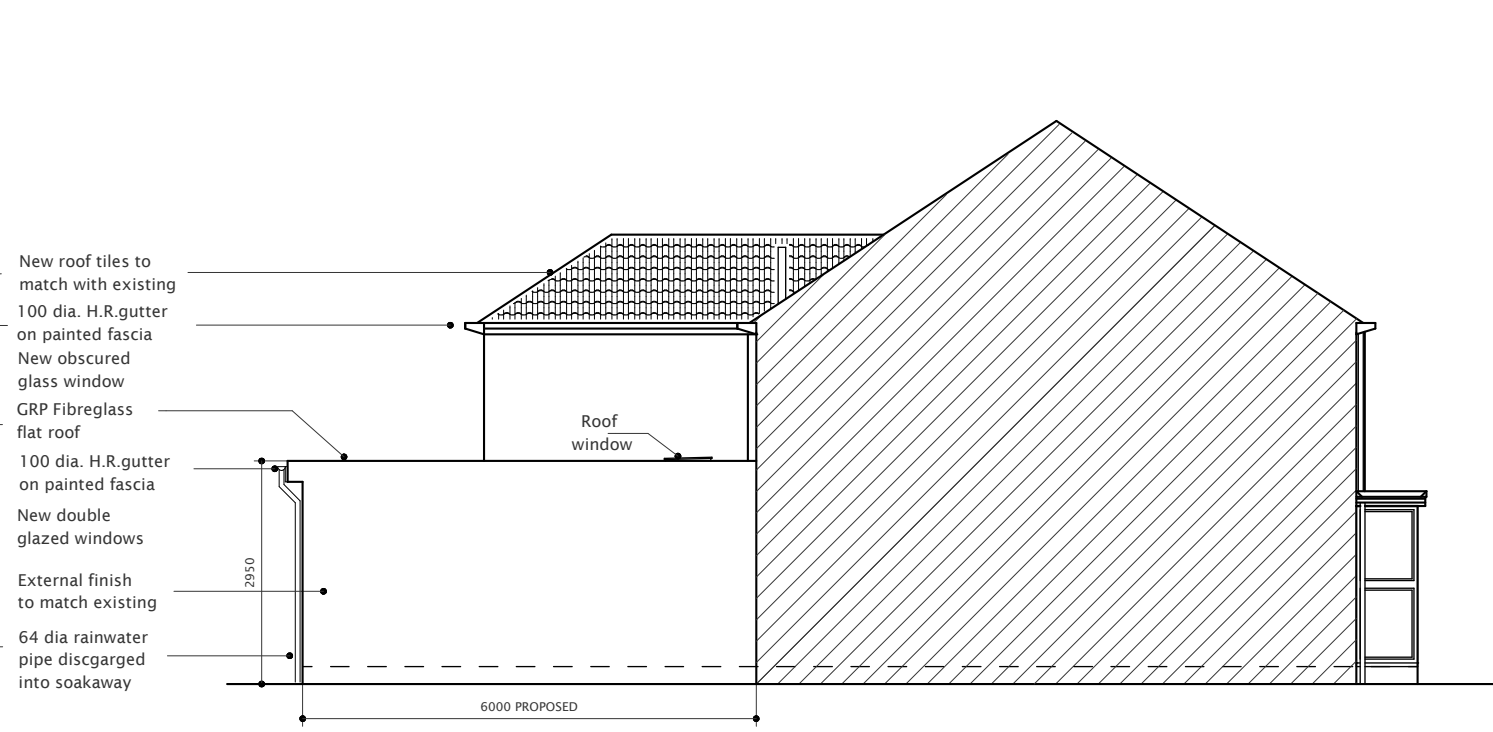 New roof tiles to
match with existing
100 dia. H.R.gutter
on painted fascia
New obscured
glass window
GRP Fibreglass
flat roof
100 dia. H.R.gutter
on painted fascia
New double
glazed windows
External finish
to match existing
64 dia rainwater
pipe discgarged
into soakaway
Roof
window
2950
6000 PROPOSED